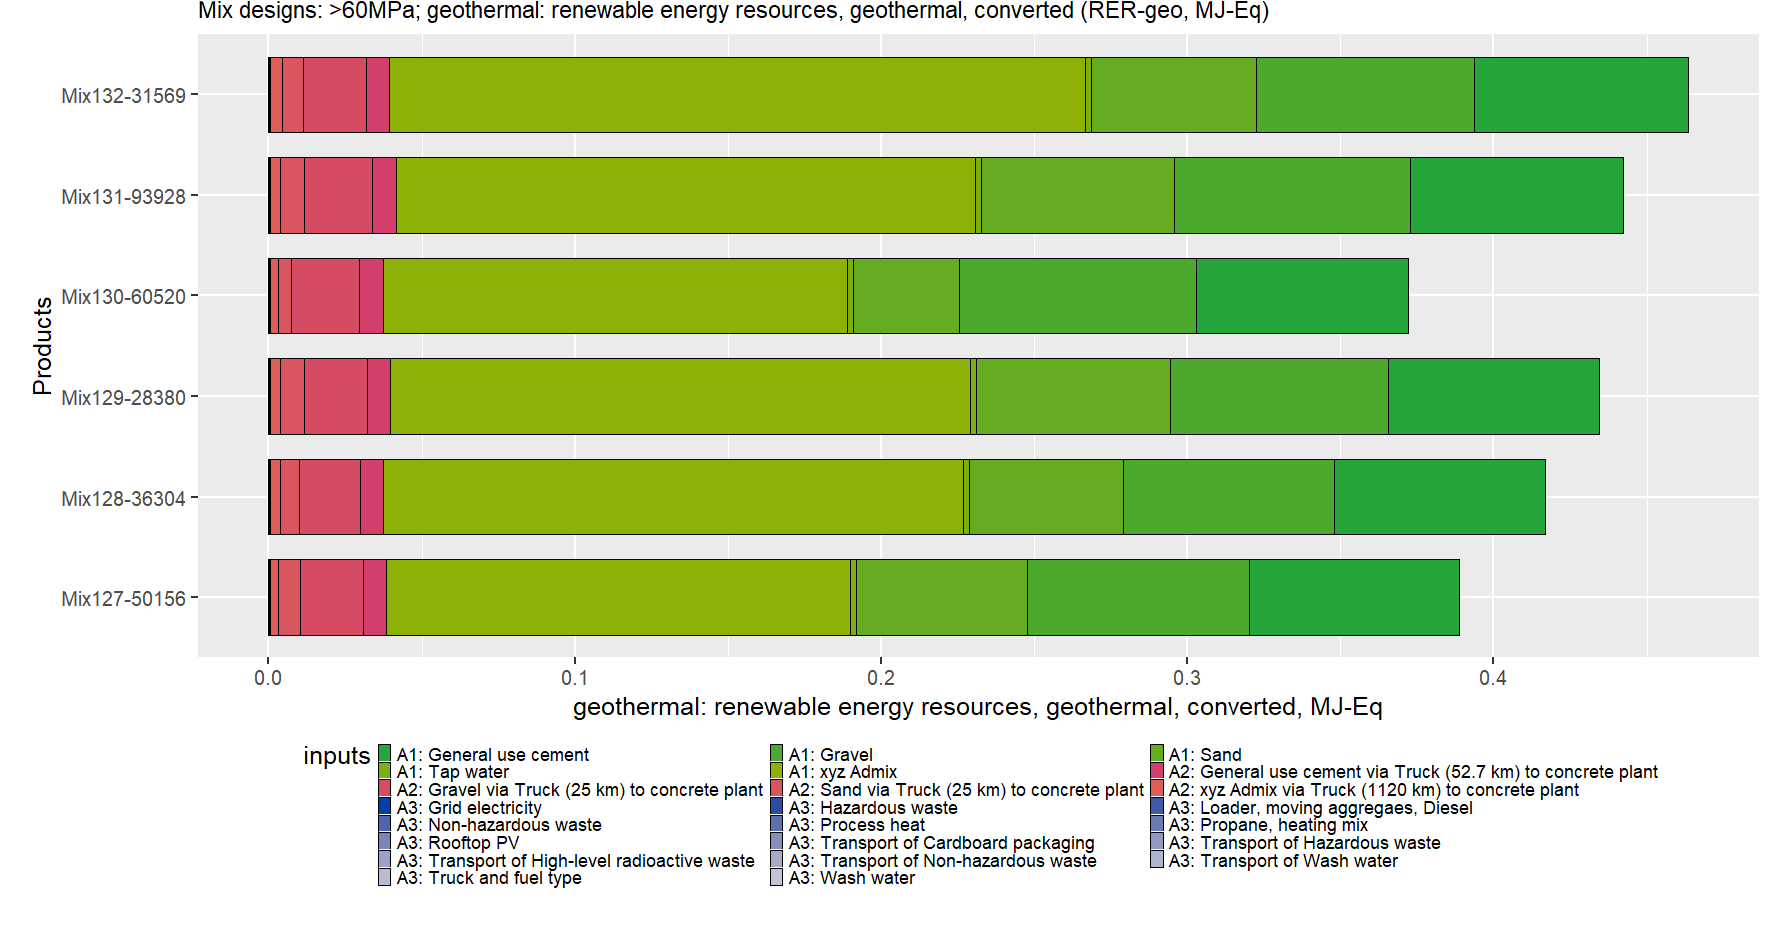 Mix designs: >60MPa; geothermal: renewable energy resources, geothermal, converted (RER-geo, MJ-Eq)
Products
Mix132-31569
Mix131-93928
Mix130-60520
Mix129-28380
Mix128-36304
Mix127-50156
0.0 0.1 0.2 0.3 0.4
geothermal: renewable energy resources, geothermal, converted, MJ-Eq
inputs
A1: General use cement A1: Gravel A1: Sand
A1: Tap water A1: xyz Admix A2: General use cement via Truck (52.7 km) to concrete plant
A2: Gravel via Truck (25 km) to concrete plant A2: Sand via Truck (25 km) to concrete plant A2: xyz Admix via Truck (1120 km) to concrete plant
A3: Grid electricity A3: Hazardous waste A3: Loader, moving aggregaes, Diesel
A3: Non-hazardous waste A3: Process heat A3: Propane, heating mix
A3: Rooftop PV A3: Transport of Cardboard packaging A3: Transport of Hazardous waste
A3: Transport of High-level radioactive waste A3: Transport of Non-hazardous waste A3: Transport of Wash water
A3: Truck and fuel type A3: Wash water